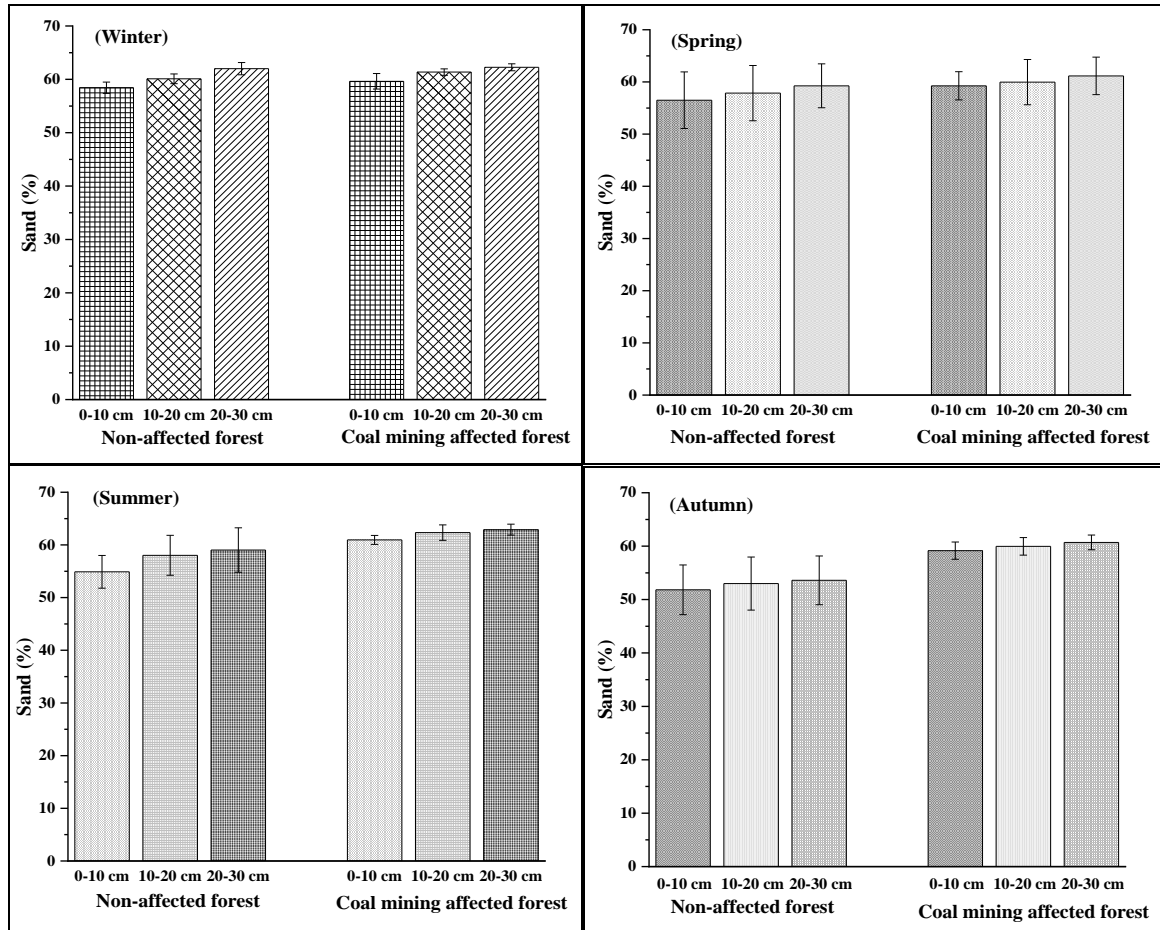 (Winter)
Sand (%)
70
60
50
40
30
20
10
0
0-10 cm 10-20 cm 20-30 cm 0-10 cm 10-20 cm 20-30 cm
Non-affected forest Coal mining affected forest
(Spring)
Sand (%)
70
60
50
40
30
20
10
0
0-10 cm 10-20 cm 20-30 cm 0-10 cm 10-20 cm 20-30 cm
Non-affected forest Coal mining affected forest
(Summer)
Sand (%)
70
60
50
40
30
20
10
0
0-10 cm 10-20 cm 20-30 cm 0-10 cm 10-20 cm 20-30 cm
Non-affected forest Coal mining affected forest
(Autumn)
Sand (%)
70
60
50
40
30
20
10
0
0-10 cm 10-20 cm 20-30 cm 0-10 cm 10-20 cm 20-30 cm
Non-affected forest Coal mining affected forest